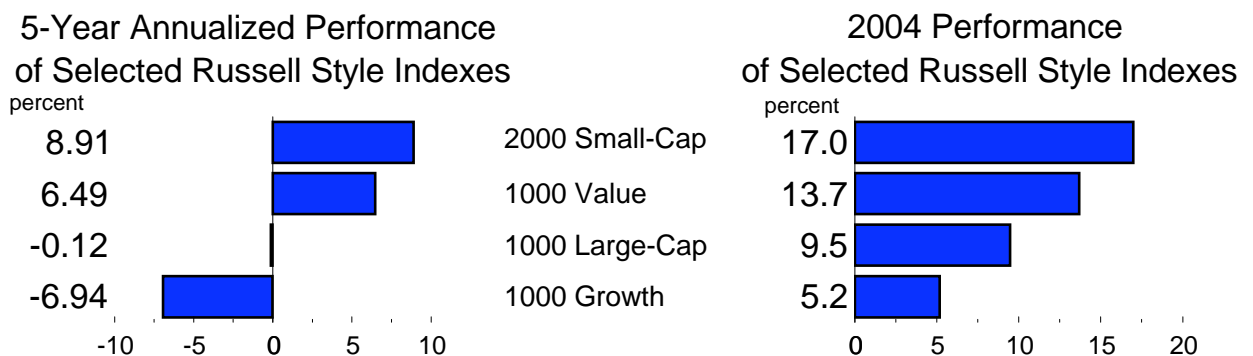 5-Year Annualized Performance
of Selected Russell Style Indexes
percent
8.91
6.49
-0.12
-6.94
-10 -5 0 5 10
2000 Small-Cap
1000 Value
1000 Large-Cap
1000 Growth
2004 Performance
of Selected Russell Style Indexes
percent
17.0
13.7
9.5
5.2
0 5 10 15 20